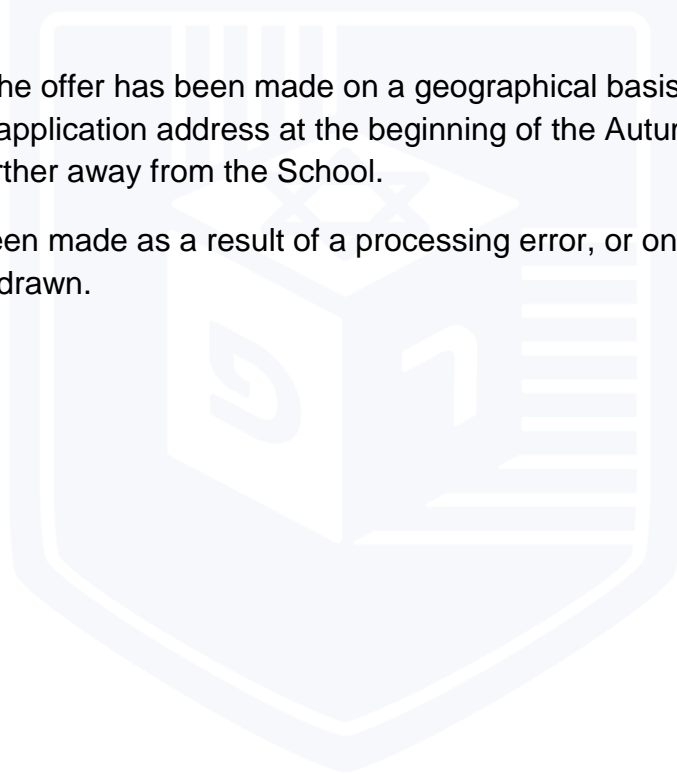 he offer has been made on a geographical basis
application address at the beginning of the Autu
rther away from the School.
een made as a result of a processing error, or on
drawn.